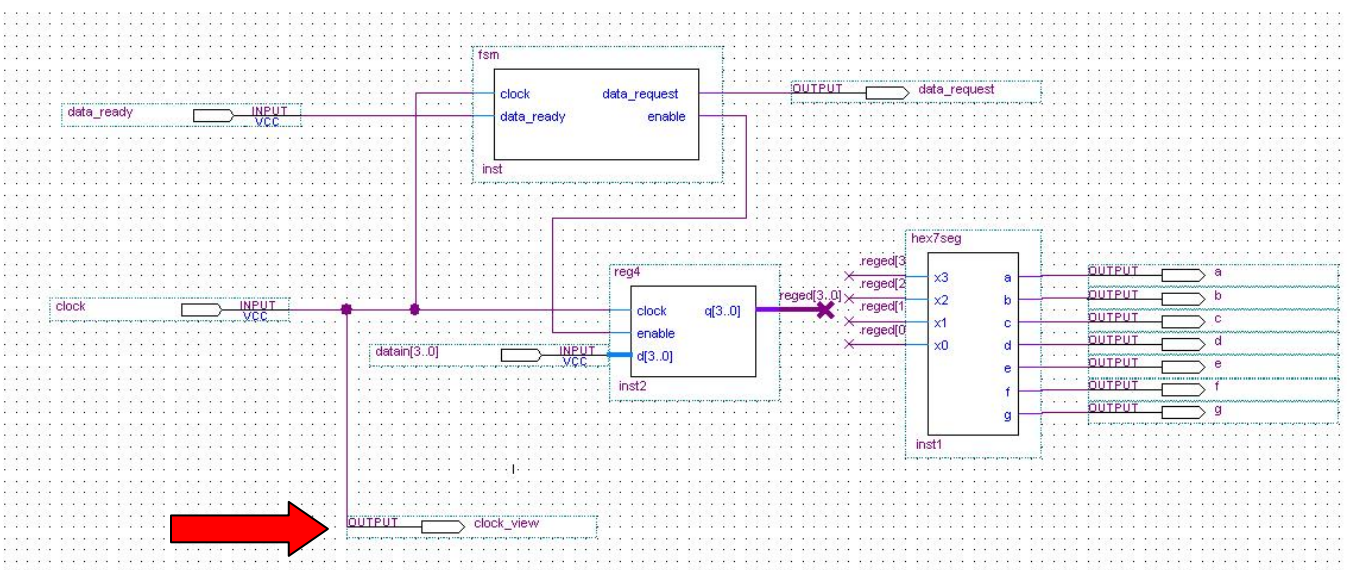 fsm
clock
data_request
OUTPUT
data_request
data_ready
INPUT
VCC
data_ready
enable
inst
hex7seg
reg4
reged[3
reged[2
reged[1
reged[0
reged[3..0]
x3
x2
x1
x0
a
b
c
d
e
f
g
OUTPUT a
OUTPUT b
OUTPUT c
OUTPUT d
OUTPUT e
OUTPUT f
OUTPUT g
clock
INPUT
VCC
clock
q[3..0]
enable
datain[3..0]
INPUT
VCC
d[3..0]
inst2
inst1
OUTPUT
clock_view